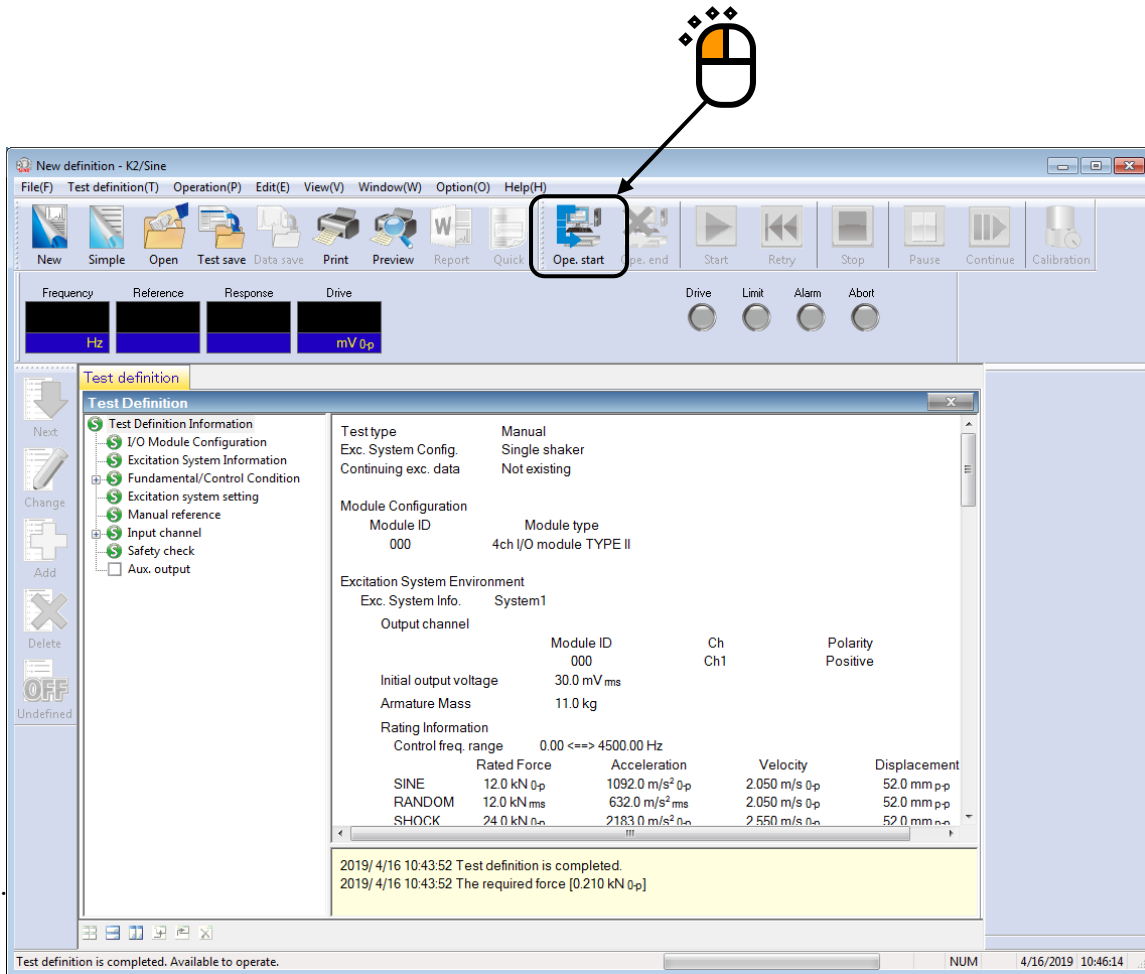 New definition - K2/Sine
File(F) Test definition(T) Operation(P) Edit(E) View(V) Window(W) Option(O) Help(H)
New Simple Open Test save Data save Print Preview Report Quick Ope. start Ope. end Start Retry Stop Pause Continue Calibration
Frequency Reference Response Drive Drive Limit Alarm Abort
Hz mV 0-p
Test definition
Test Definition
Next
Change
Add
Delete
OFF
Undefined
Test Definition Information
I/O Module Configuration
Excitation System Information
Fundamental/Control Condition
Excitation system setting
Manual reference
Input channel
Safety check
Aux. output
Test type Manual
Exc. System Config. Single shaker
Continuing exc. data Not existing
Module Configuration
Module ID Module type
000 4ch I/O module TYPE II
Excitation System Environment
Exc. System Info. System1
Output channel
Module ID Ch Polarity
000 Ch1 Positive
Initial output voltage 30.0 mV rms
Armature Mass 11.0 kg
Rating Information
Control freq. range 0.00 <==> 4500.00 Hz
Rated Force Acceleration Velocity Displacement
SINE 12.0 kN 0-p 1092.0 m/s² 0-p 2.050 m/s 0-p 52.0 mm p-p
RANDOM 12.0 kN rms 632.0 m/s² rms 2.050 m/s 0-p 52.0 mm p-p
SHOCK 24.0 kN 0-p 2183.0 m/s² 0-p 2.550 m/s 0-p 52.0 mm p-p
2019/ 4/16 10:43:52 Test definition is completed.
2019/ 4/16 10:43:52 The required force [0.210 kN 0-p]
Test definition is completed. Available to operate. NUM 4/16/2019 10:46:14